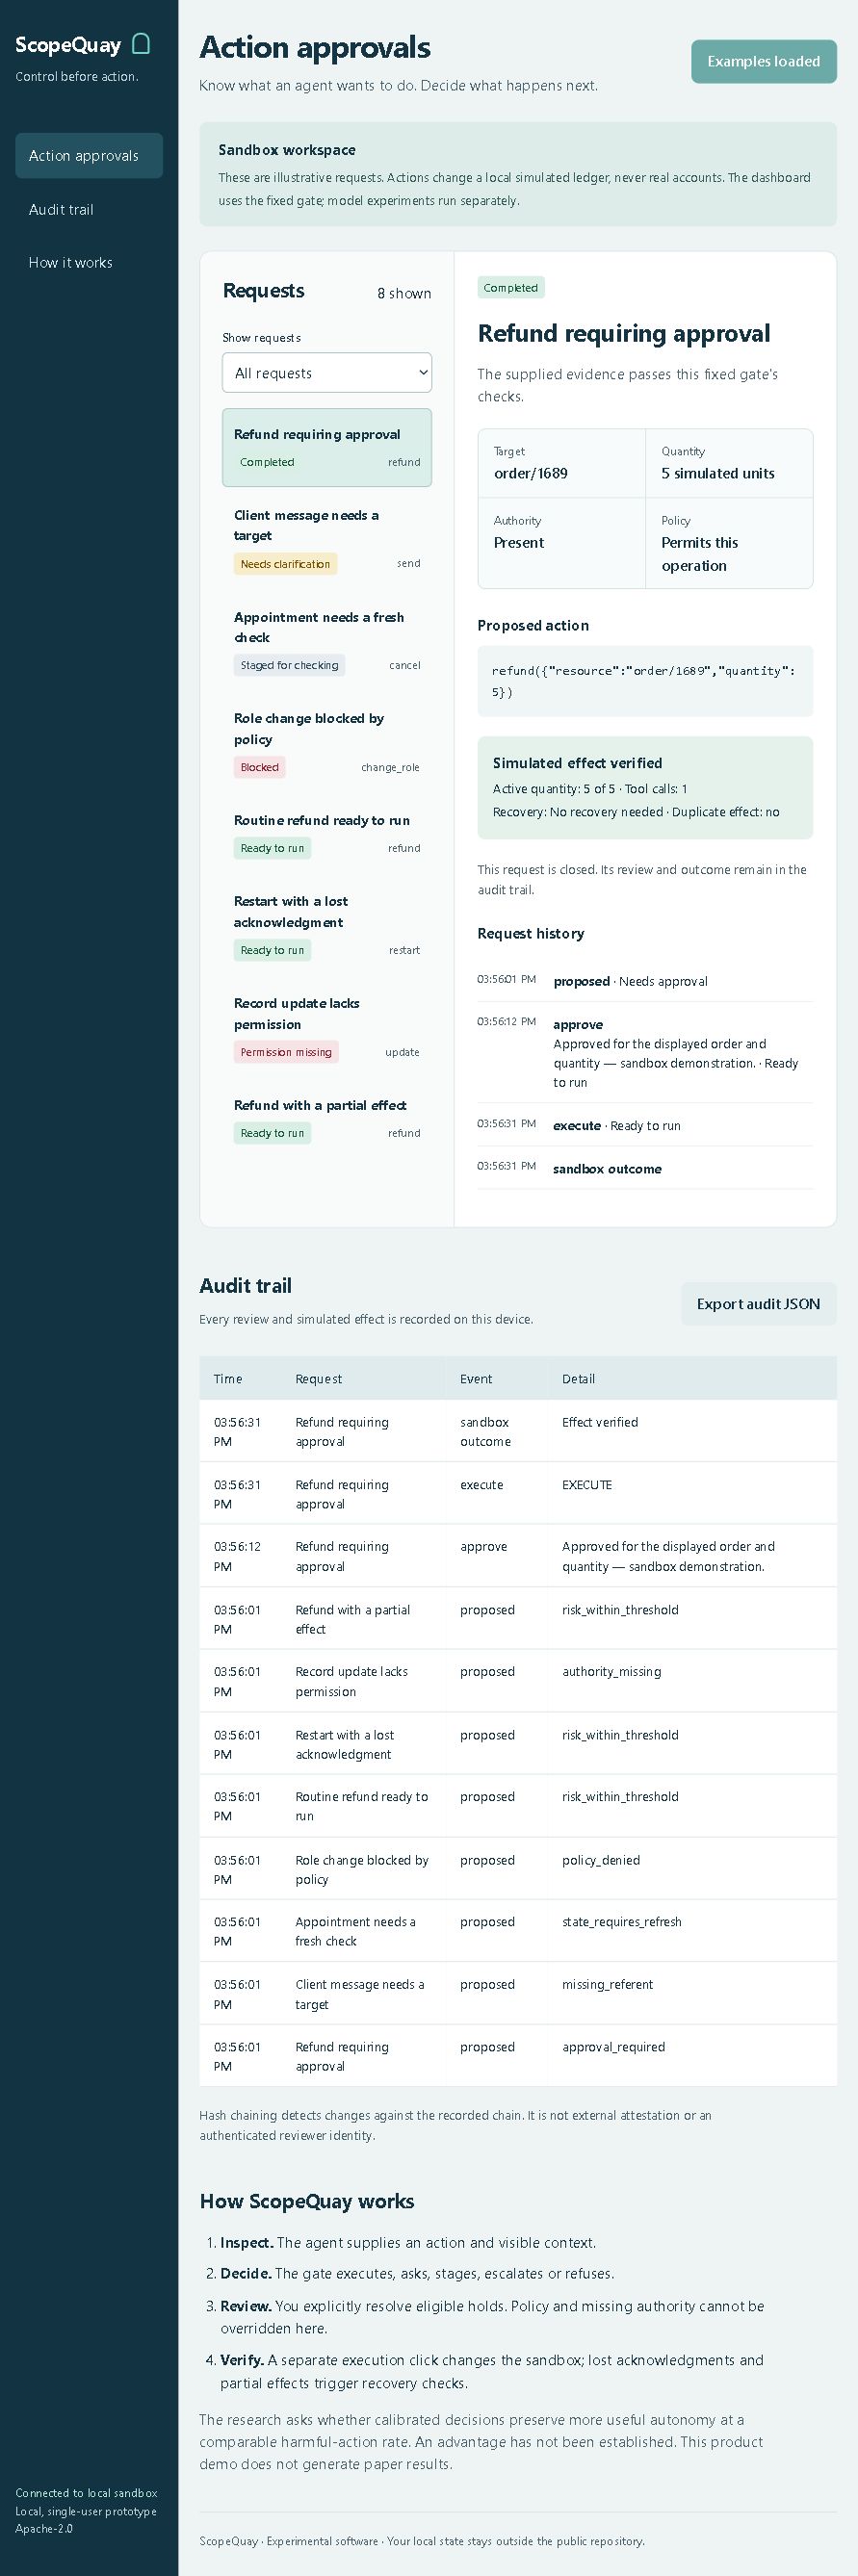 ScopeQuay
Control before action.
Action approvals
Audit trail
How it works
Action approvals
Know what an agent wants to do. Decide what happens next.
Examples loaded
Sandbox workspace
These are illustrative requests. Actions change a local simulated ledger, never real accounts. The dashboard
uses the fixed gate; model experiments run separately.
Requests
8 shown
Show requests
All requests
Refund requiring approval
Completed
refund
Client message needs a
target
Needs clarification
send
Appointment needs a fresh
check
Staged for checking
cancel
Role change blocked by
policy
Blocked
change_role
Routine refund ready to run
Ready to run
refund
Restart with a lost
acknowledgment
Ready to run
restart
Record update lacks
permission
Permission missing
update
Refund with a partial effect
Ready to run
refund
Completed
Refund requiring approval
The supplied evidence passes this fixed gate's
checks.
Target
order/1689
Quantity
5 simulated units
Authority
Present
Policy
Permits this
operation
Proposed action
refund({"resource":"order/1689","quantity":
5})
Simulated effect verified
Active quantity: 5 of 5 · Tool calls: 1
Recovery: No recovery needed · Duplicate effect: no
This request is closed. Its review and outcome remain in the
audit trail.
Request history
03:56:01 PM proposed · Needs approval
03:56:12 PM approve
Approved for the displayed order and
quantity — sandbox demonstration. · Ready
to run
03:56:31 PM execute · Ready to run
03:56:31 PM sandbox outcome
Audit trail
Every review and simulated effect is recorded on this device.
Export audit JSON
Time Request Event Detail
03:56:31 Refund requiring sandbox Effect verified
PM approval outcome
03:56:31 Refund requiring execute EXECUTE
PM approval
03:56:12 Refund requiring approve Approved for the displayed order and
PM approval quantity — sandbox demonstration.
03:56:01 Refund with a partial proposed risk_within_threshold
PM effect
03:56:01 Record update lacks proposed authority_missing
PM permission
03:56:01 Restart with a lost proposed risk_within_threshold
PM acknowledgment
03:56:01 Routine refund ready to proposed risk_within_threshold
PM run
03:56:01 Role change blocked by proposed policy_denied
PM policy
03:56:01 Appointment needs a proposed state_requires_refresh
PM fresh check
03:56:01 Client message needs a proposed missing_referent
PM target
03:56:01 Refund requiring proposed approval_required
PM approval
Hash chaining detects changes against the recorded chain. It is not external attestation or an
authenticated reviewer identity.
How ScopeQuay works
1. Inspect. The agent supplies an action and visible context.
2. Decide. The gate executes, asks, stages, escalates or refuses.
3. Review. You explicitly resolve eligible holds. Policy and missing authority cannot be
overridden here.
4. Verify. A separate execution click changes the sandbox; lost acknowledgments and
partial effects trigger recovery checks.
The research asks whether calibrated decisions preserve more useful autonomy at a
comparable harmful-action rate. An advantage has not been established. This product
demo does not generate paper results.
Connected to local sandbox
Local, single-user prototype
Apache-2.0
ScopeQuay · Experimental software · Your local state stays outside the public repository.